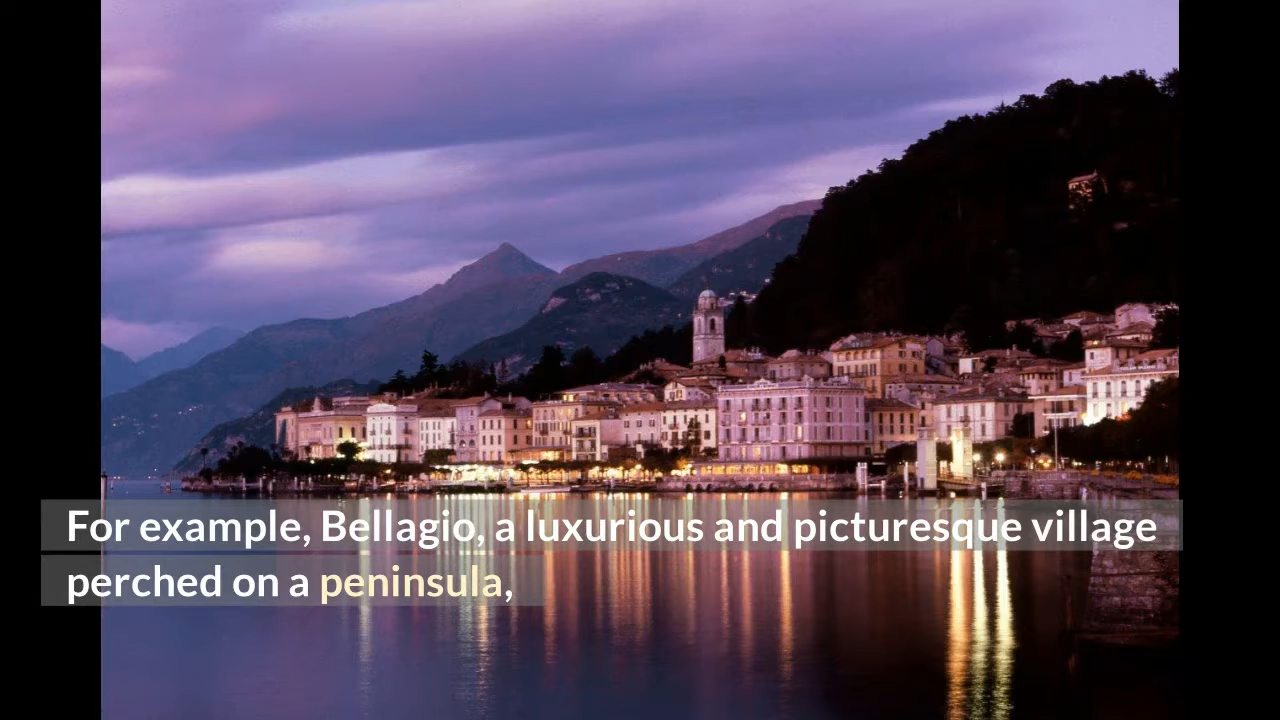 For example, Bellagio, a luxurious and picturesque village
perched on a peninsula,